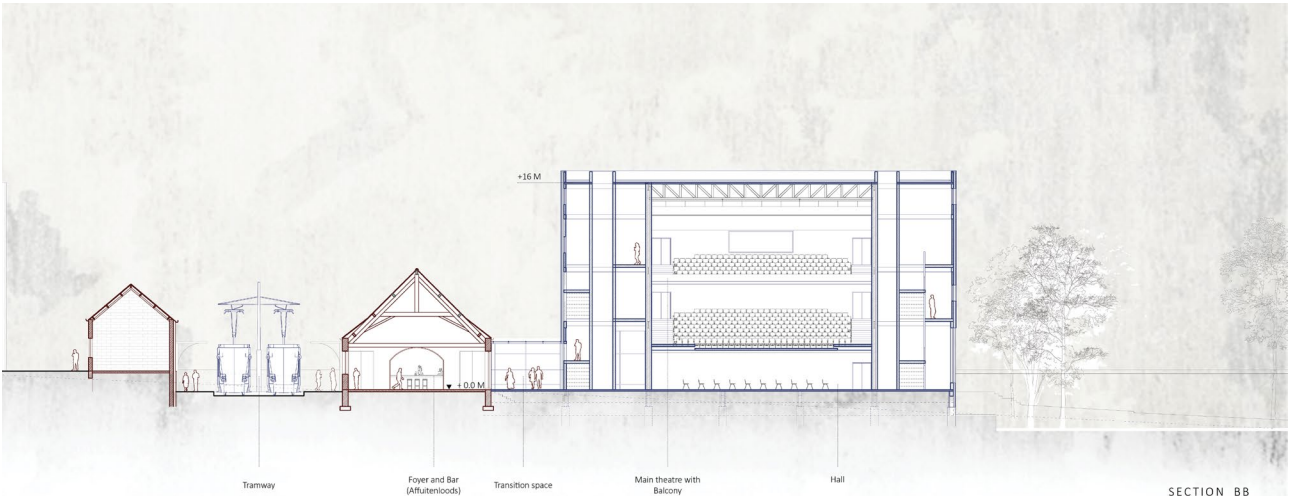 +16 M
+ 0.0 M
Tramway
Foyer and Bar
(Affuitenloods)
Transition space
Main theatre with
Balcony
Hall
SECTION BB